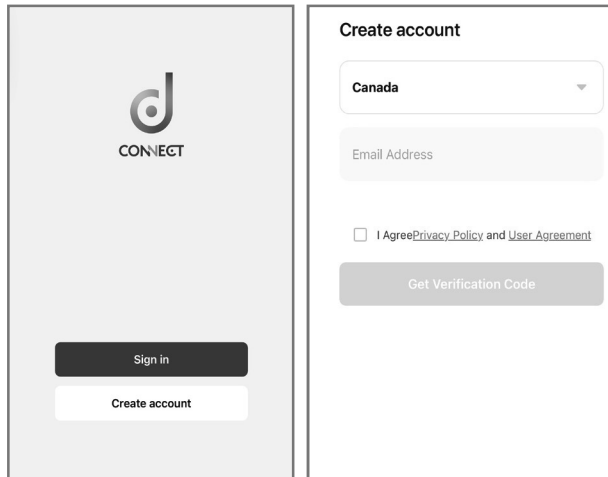 d
CONNECT
Sign in
Create account
Create account
Canada
Email Address
I AgreePrivacy Policy and User Agreement
Get Verification Code